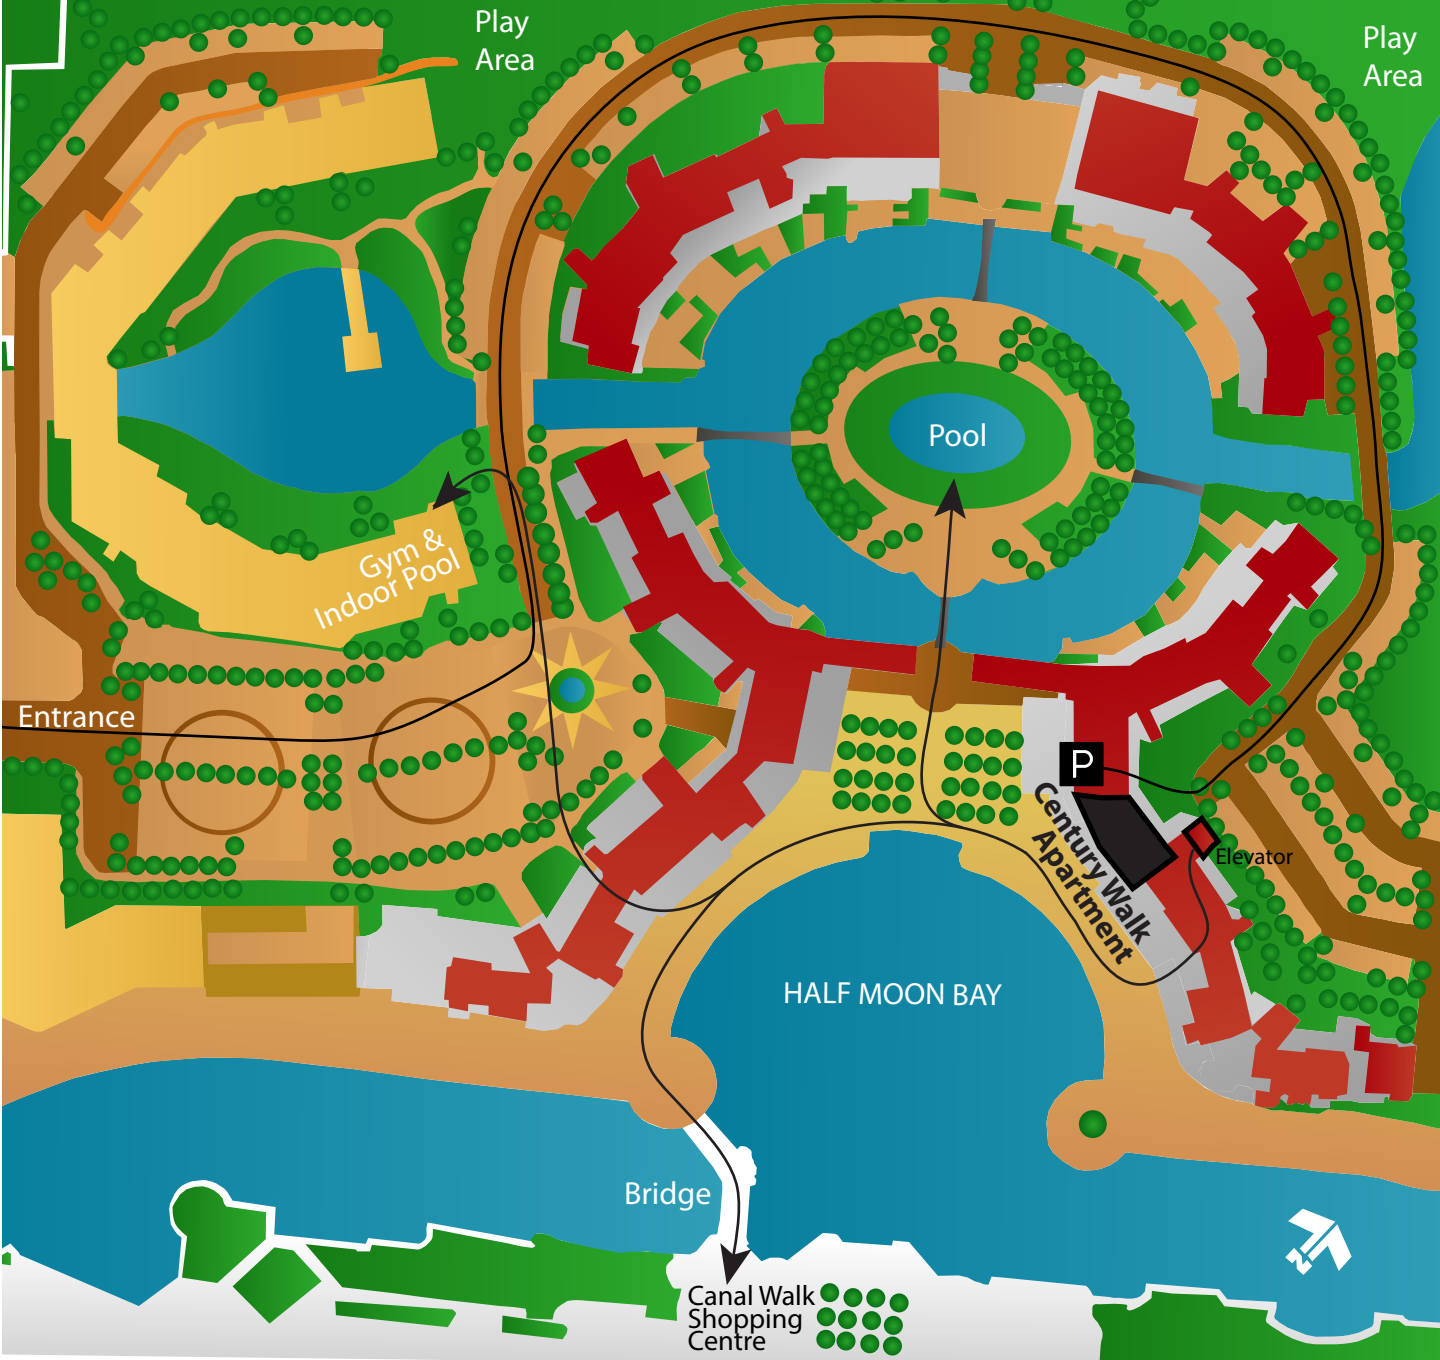 Play
Area
Play
Area
Pool
Gym &
Indoor Pool
Entrance
P
Century Walk
Apartment
Elevator
HALF MOON BAY
Bridge
N
Canal Walk
Shopping
Centre